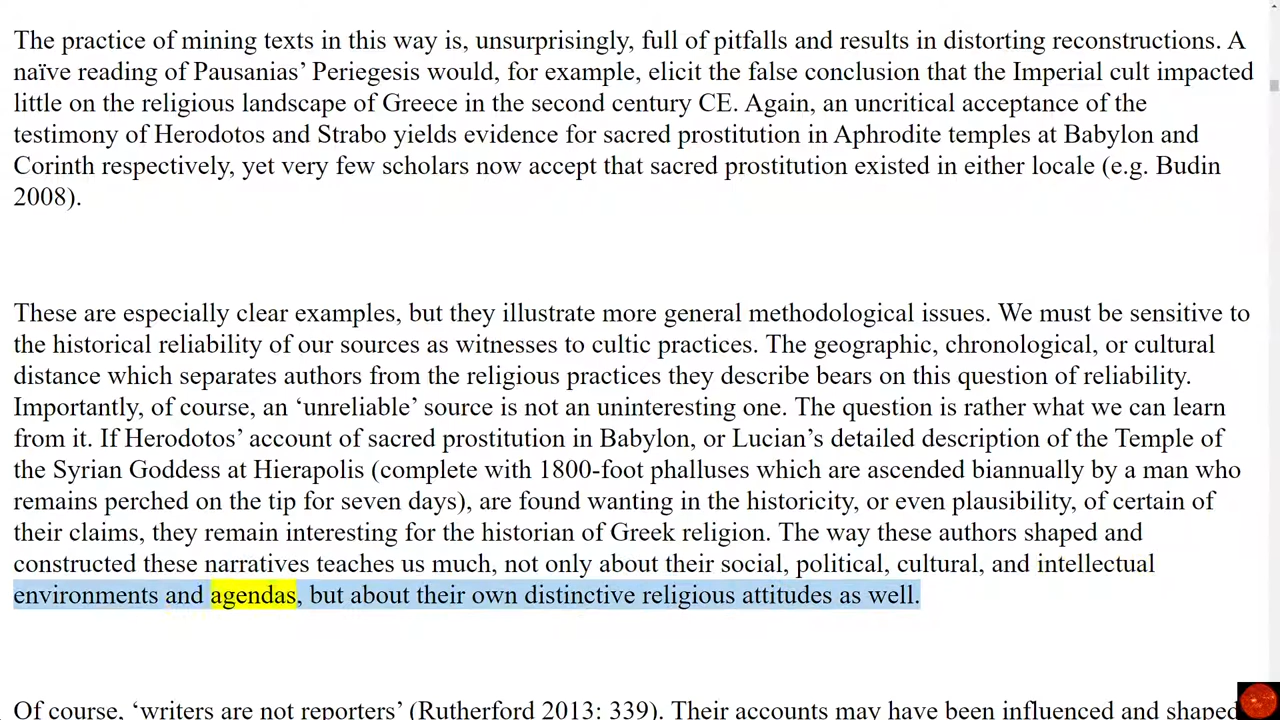 The practice of mining texts in this way is, unsurprisingly, full of pitfalls and results in distorting reconstructions. A
naïve reading of Pausanias’ Periegesis would, for example, elicit the false conclusion that the Imperial cult impacted
little on the religious landscape of Greece in the second century CE. Again, an uncritical acceptance of the
testimony of Herodotos and Strabo yields evidence for sacred prostitution in Aphrodite temples at Babylon and
Corinth respectively, yet very few scholars now accept that sacred prostitution existed in either locale (e.g. Budin
2008).
These are especially clear examples, but they illustrate more general methodological issues. We must be sensitive to
the historical reliability of our sources as witnesses to cultic practices. The geographic, chronological, or cultural
distance which separates authors from the religious practices they describe bears on this question of reliability.
Importantly, of course, an ‘unreliable’ source is not an uninteresting one. The question is rather what we can learn
from it. If Herodotos’ account of sacred prostitution in Babylon, or Lucian’s detailed description of the Temple of
the Syrian Goddess at Hierapolis (complete with 1800-foot phalluses which are ascended biannually by a man who
remains perched on the tip for seven days), are found wanting in the historicity, or even plausibility, of certain of
their claims, they remain interesting for the historian of Greek religion. The way these authors shaped and
constructed these narratives teaches us much, not only about their social, political, cultural, and intellectual
environments and agendas, but about their own distinctive religious attitudes as well.
Of course, ‘writers are not reporters’ (Rutherford 2013: 339). Their accounts may have been influenced and shaped